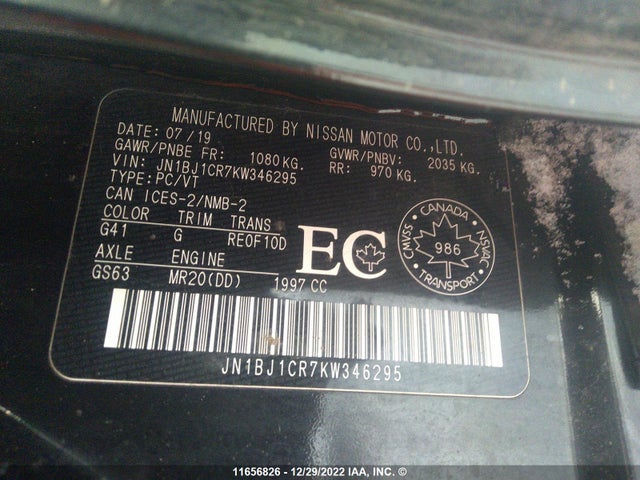 MANUFACTURED BY NISSAN MOTOR CO.,LTD.
DATE: 07/19
GAWR/PNBE FR: 1080 KG. GVWR/PNBV: 2035 KG.
VIN: JN1BJ1CR7KW346295 RR: 970 KG.
TYPE: PC/VT
CAN ICES-2/NMB-2
COLOR TRIM TRANS
G41 G RE0F10D
AXLE ENGINE
GS63 MR20(DD) 1997 CC
EC
CANADA
CMVSS 986 NSVAC
TRANSPORT
JN1BJ1CR7KW346295
11656826 - 12/29/2022 IAA, INC. ©